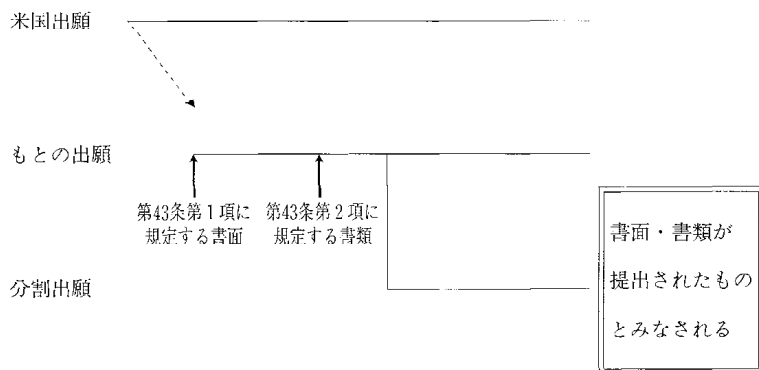 米国出願
もとの出願
第43条第1項に
規定する書面
第43条第2項に
規定する書類
分割出願
書面・書類が
提出されたもの
とみなされる